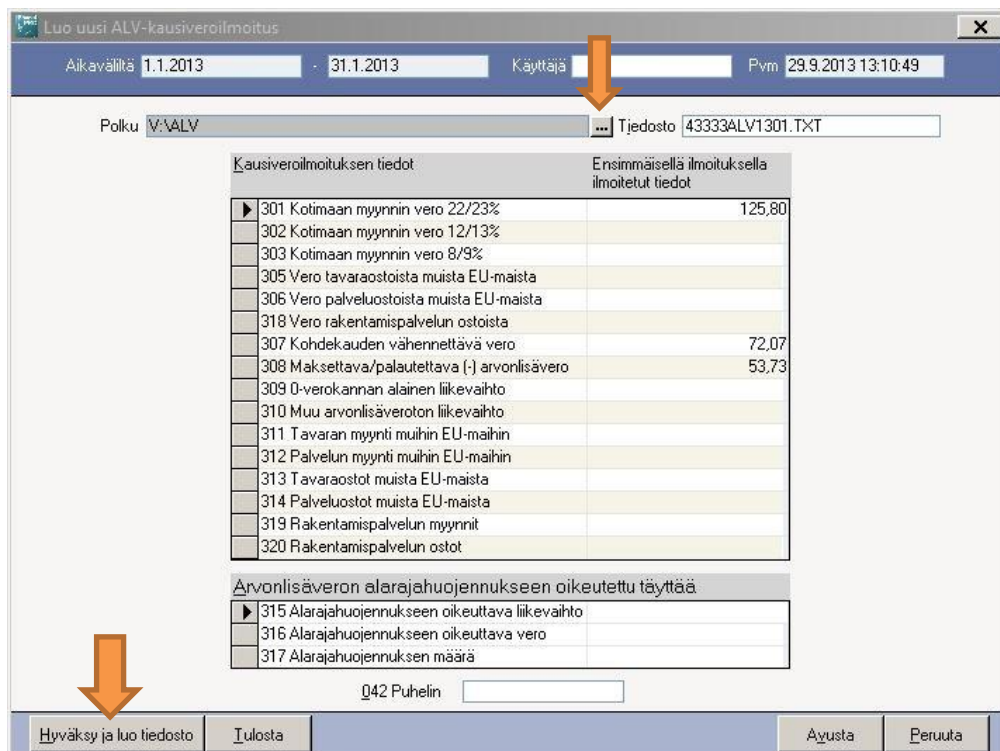 Luo uusi ALV-kausiveroilmoitus
Aikaväliltä 1.1.2013 - 31.1.2013 Käyttäjä Pvm 29.9.2013 13:10:49
Polku V:\ALV ... Tiedosto 43333ALV1301.TXT
Kausiveroilmoituksen tiedot Ensimmäisellä ilmoituksella
ilmoitetut tiedot
301 Kotimaan myynnin vero 22/23% 125,80
302 Kotimaan myynnin vero 12/13%
303 Kotimaan myynnin vero 8/9%
305 Vero tavaraostoista muista EU-maista
306 Vero palveluostoista muista EU-maista
318 Vero rakentamispalvelun ostoista
307 Kohdekauden vähennettävä vero 72,07
308 Maksettava/palautettava (-) arvonlisävero 53,73
309 0-verokannan alainen liikevaihto
310 Muu arvonlisäveroton liikevaihto
311 Tavaran myynti muihin EU-maihin
312 Palvelun myynti muihin EU-maihin
313 Tavaraostot muista EU-maista
314 Palveluostot muista EU-maista
319 Rakentamispalvelun myynnit
320 Rakentamispalvelun ostot
Arvonlisäveron alarajahuojennukseen oikeutettu täyttää
315 Alarajahuojennukseen oikeuttava liikevaihto
316 Alarajahuojennukseen oikeuttava vero
317 Alarajahuojennuksen määrä
042 Puhelin
Hyväksy ja luo tiedosto Tulosta Avusta Peruuta